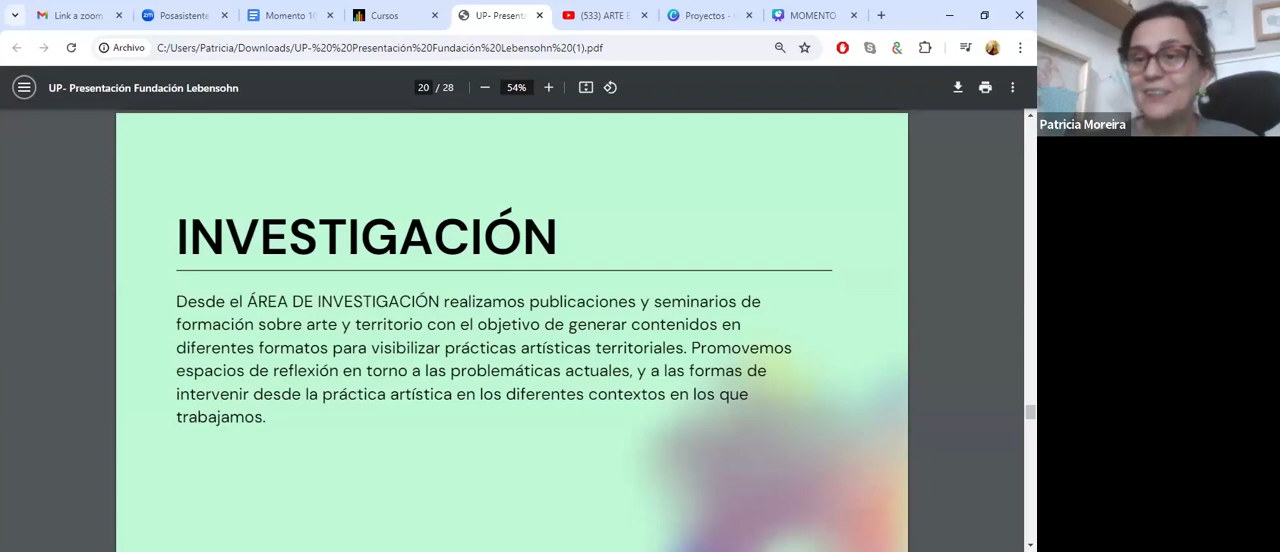 Link a zoom
Posasistente
Momento 1
Cursos
UP- Presenta
(533) ARTE E
Proyectos -
MOMENTO
Archivo
C:/Users/Patricia/Downloads/UP-%20%20Presentación%20Fundación%20Lebensohn%20(1).pdf
UP- Presentación Fundación Lebensohn
20 / 28
54%
Patricia Moreira
INVESTIGACIÓN
Desde el ÁREA DE INVESTIGACIÓN realizamos publicaciones y seminarios de
formación sobre arte y territorio con el objetivo de generar contenidos en
diferentes formatos para visibilizar prácticas artísticas territoriales. Promovemos
espacios de reflexión en torno a las problemáticas actuales, y a las formas de
intervenir desde la práctica artística en los diferentes contextos en los que
trabajamos.